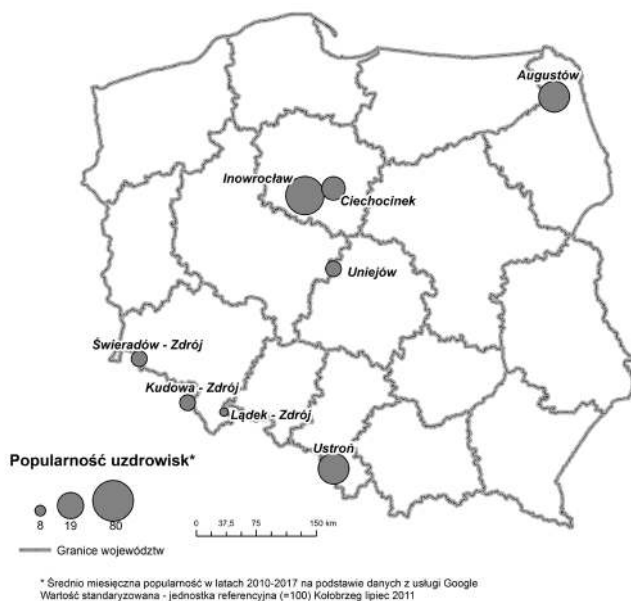 Augustów
Inowrocław
Ciechocinek
Uniejów
Świeradów - Zdrój
Kudowa - Zdrój
Lądek - Zdrój
Ustroń
Popularność uzdrowisk*
8 19 80
0 37,5 75 150 km
Granice województw
* Średnio miesięczna popularność w latach 2010-2017 na podstawie danych z usługi Google
Wartość standaryzowana - jednostka referencyjna (=100) Kołobrzeg lipiec 2011